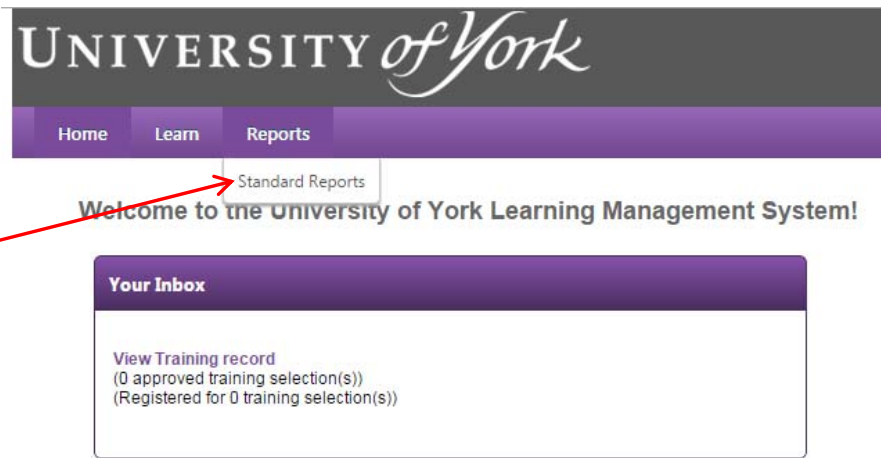 UNIVERSITY of York
Home Learn Reports
Standard Reports
Welcome to the University of York Learning Management System!
Your Inbox
View Training record
(0 approved training selection(s))
(Registered for 0 training selection(s))